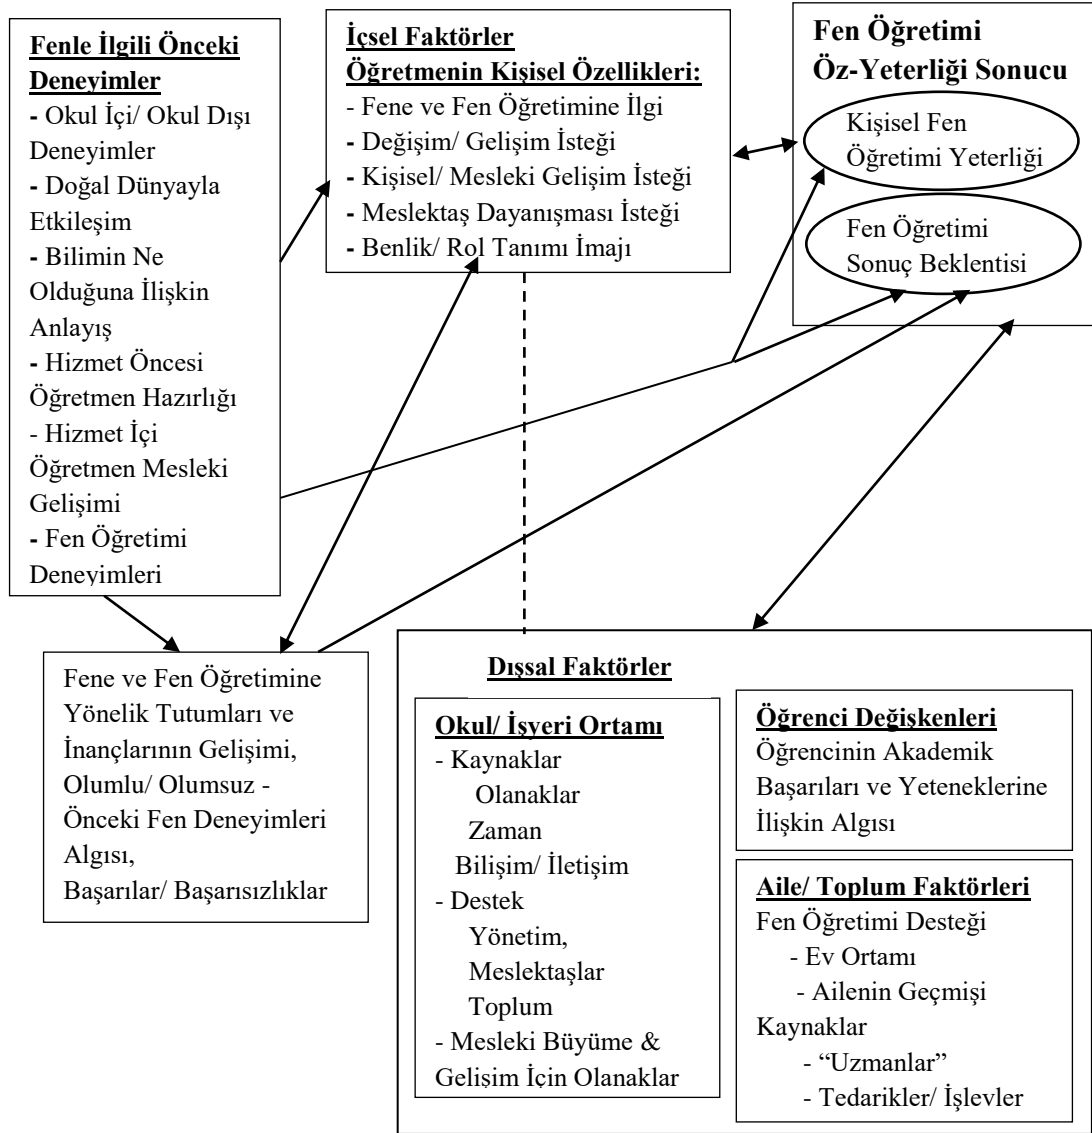 Fenle İlgili Önceki
Deneyimler
- Okul İçi/ Okul Dışı
Deneyimler
- Doğal Dünyayla
Etkileşim
- Bilimin Ne
Olduğuna İlişkin
Anlayış
- Hizmet Öncesi
Öğretmen Hazırlığı
- Hizmet İçi
Öğretmen Mesleki
Gelişimi
- Fen Öğretimi
Deneyimleri
İçsel Faktörler
Öğretmenin Kişisel Özellikleri:
- Fene ve Fen Öğretimine İlgi
- Değişim/ Gelişim İsteği
- Kişisel/ Mesleki Gelişim İsteği
- Meslektaş Dayanışması İsteği
- Benlik/ Rol Tanımı İmajı
Fen Öğretimi
Öz-Yeterliği Sonucu
Kişisel Fen
Öğretimi Yeterliği
Fen Öğretimi
Sonuç Beklentisi
Fene ve Fen Öğretimine
Yönelik Tutumları ve
İnançlarının Gelişimi,
Olumlu/ Olumsuz -
Önceki Fen Deneyimleri
Algısı,
Başarılar/ Başarısızlıklar
Dışsal Faktörler
Okul/ İşyeri Ortamı
- Kaynaklar
Olanaklar
Zaman
Bilişim/ İletişim
- Destek
Yönetim,
Meslektaşlar
Toplum
- Mesleki Büyüme &
Gelişim İçin Olanaklar
Öğrenci Değişkenleri
Öğrencinin Akademik
Başarıları ve Yeteneklerine
İlişkin Algısı
Aile/ Toplum Faktörleri
Fen Öğretimi Desteği
- Ev Ortamı
- Ailenin Geçmişi
Kaynaklar
- “Uzmanlar”
- Tedarikler/ İşlevler